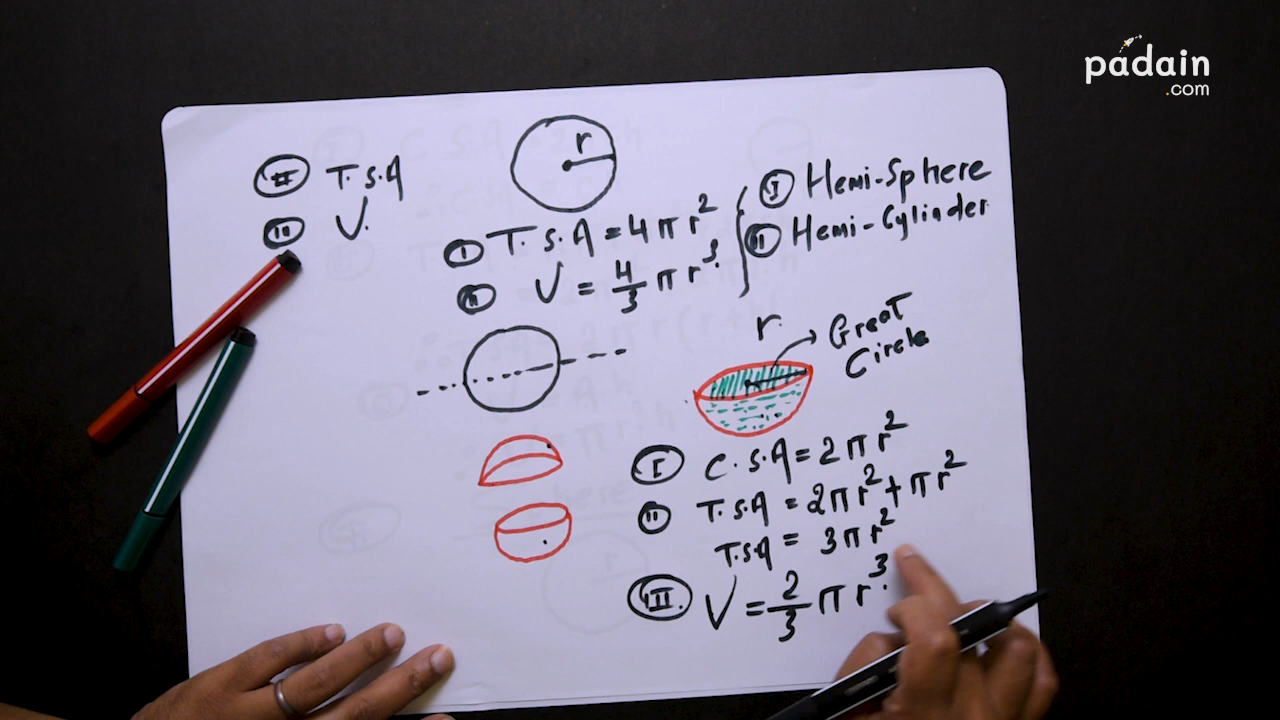 padain
.com
II T.S.A
III V.
r
I T.S.A = 4πr²
II V = 4/3 πr³.
I Hemi-Sphere
II Hemi-Cylinder
r.
Great
Circle
I C.S.A = 2πr²
II T.S.A = 2πr² + πr²
T.S.A = 3πr²
III. V = 2/3 πr³.